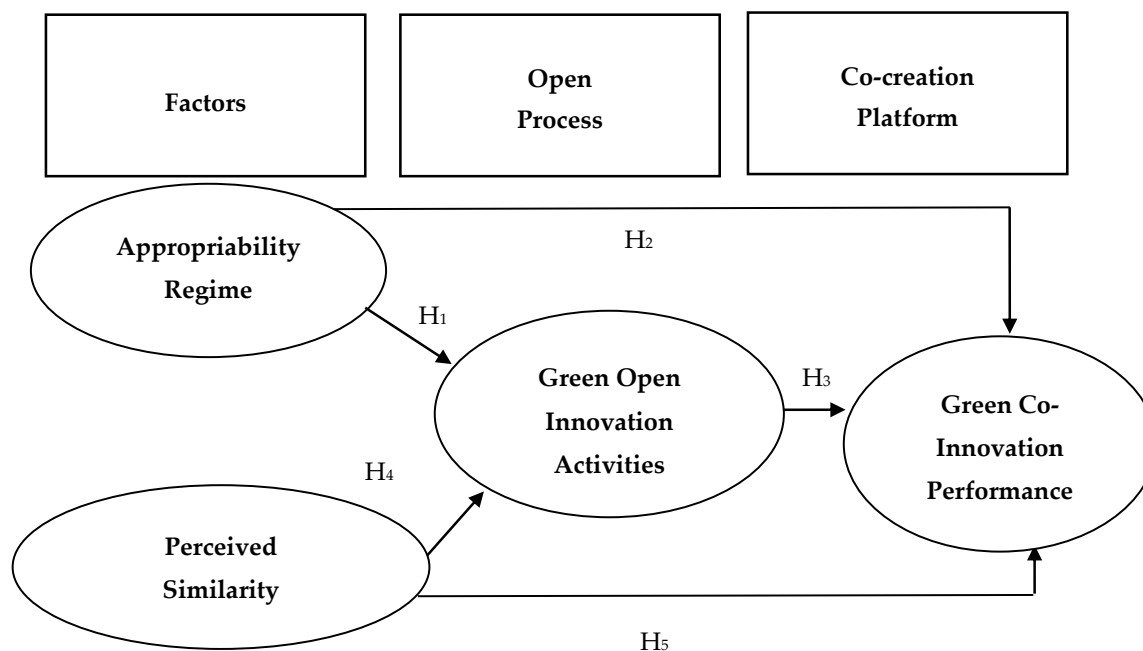 Factors
Open
Process
Co-creation
Platform
Appropriability
Regime
H2
H1
Green Open
Innovation
Activities
H3
Green Co-
Innovation
Performance
H4
Perceived
Similarity
H5